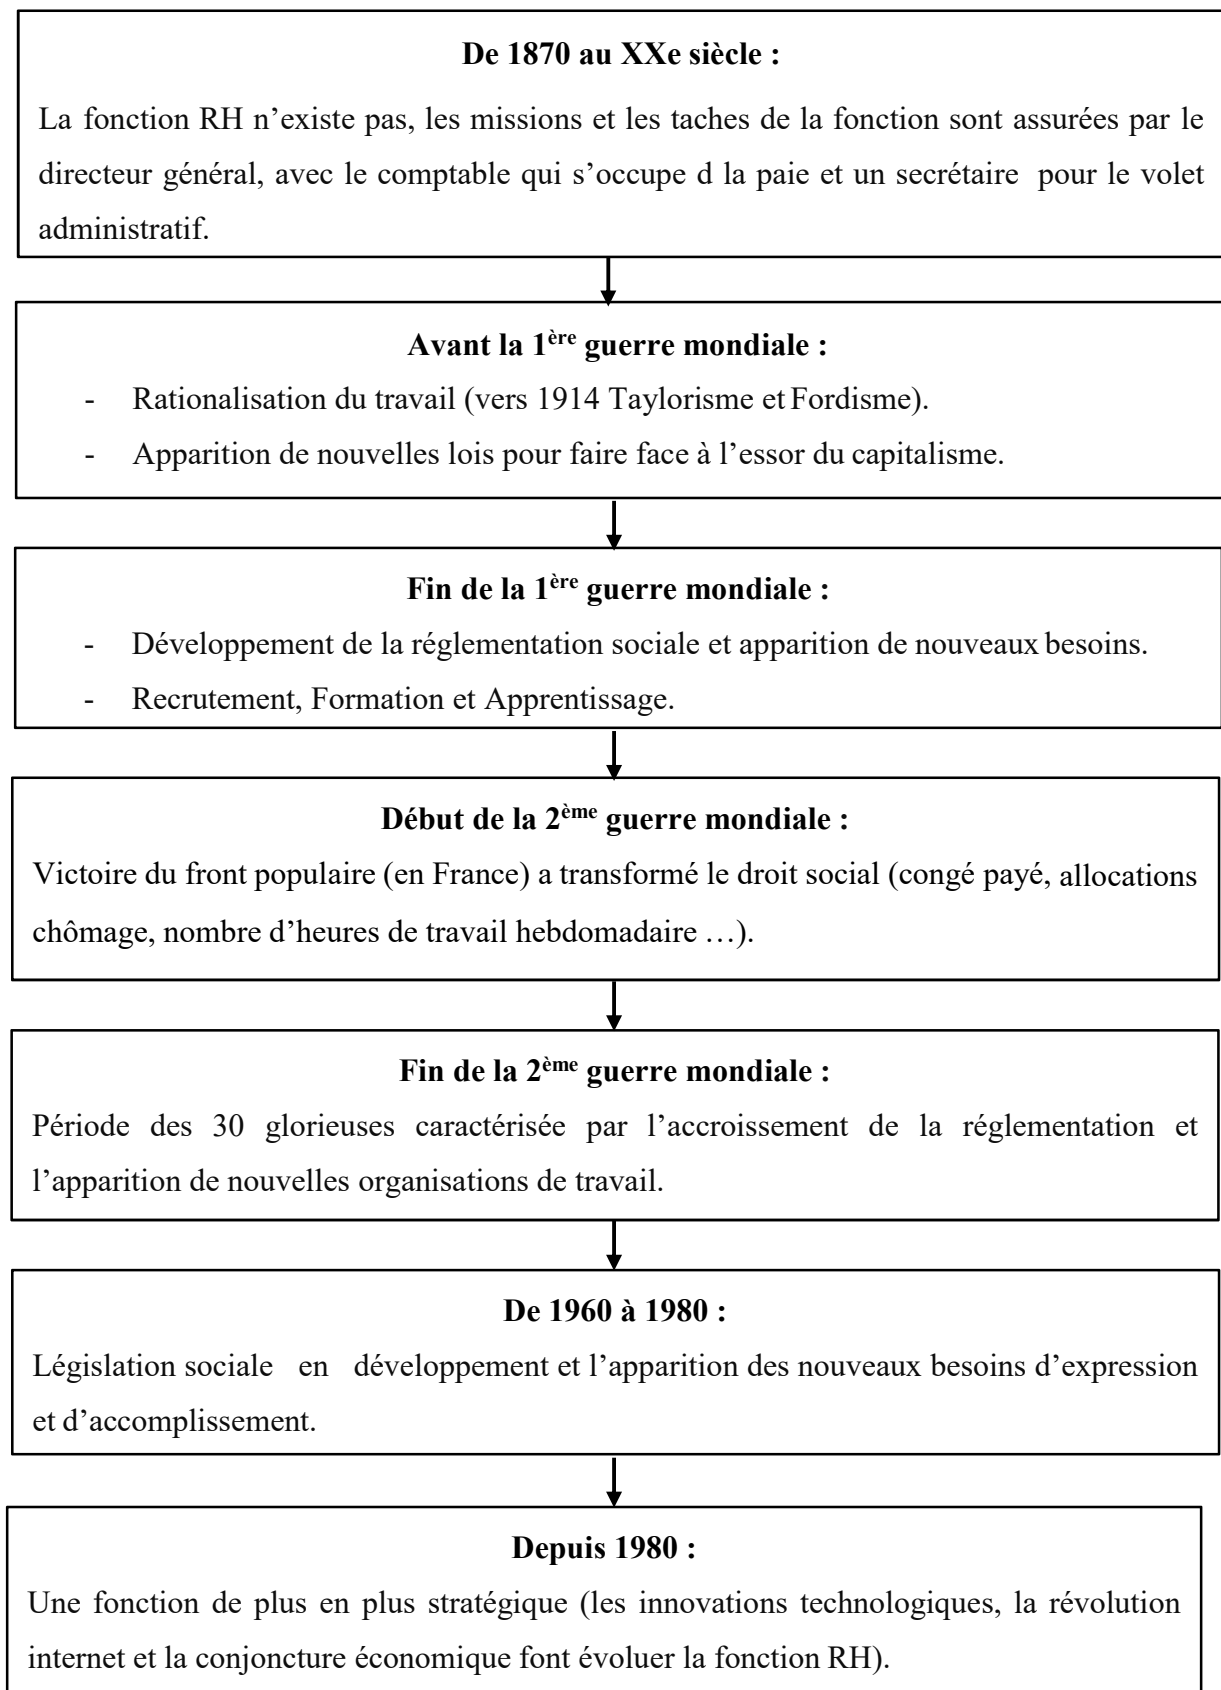 De 1870 au XXe siècle :
La fonction RH n’existe pas, les missions et les taches de la fonction sont assurées par le
directeur général, avec le comptable qui s’occupe d la paie et un secrétaire pour le volet
administratif.
Avant la 1ère guerre mondiale :
- Rationalisation du travail (vers 1914 Taylorisme et Fordisme).
- Apparition de nouvelles lois pour faire face à l’essor du capitalisme.
Fin de la 1ère guerre mondiale :
- Développement de la réglementation sociale et apparition de nouveaux besoins.
- Recrutement, Formation et Apprentissage.
Début de la 2ème guerre mondiale :
Victoire du front populaire (en France) a transformé le droit social (congé payé, allocations
chômage, nombre d’heures de travail hebdomadaire …).
Fin de la 2ème guerre mondiale :
Période des 30 glorieuses caractérisée par l’accroissement de la réglementation et
l’apparition de nouvelles organisations de travail.
De 1960 à 1980 :
Législation sociale en développement et l’apparition des nouveaux besoins d’expression
et d’accomplissement.
Depuis 1980 :
Une fonction de plus en plus stratégique (les innovations technologiques, la révolution
internet et la conjoncture économique font évoluer la fonction RH).